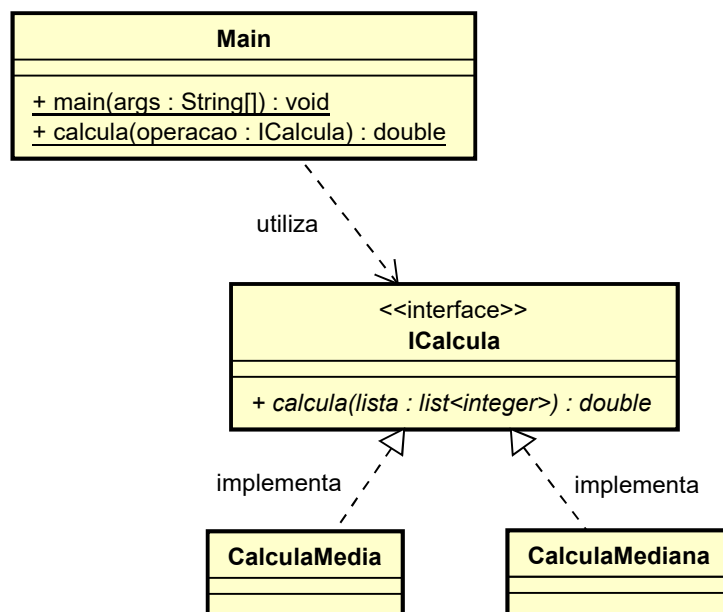 Main
+ main(args : String[]) : void
+ calcula(operacao : ICalcula) : double
utiliza
<<interface>>
ICalcula
+ calcula(lista : list<integer>) : double
implementa
implementa
CalculaMedia
CalculaMediana